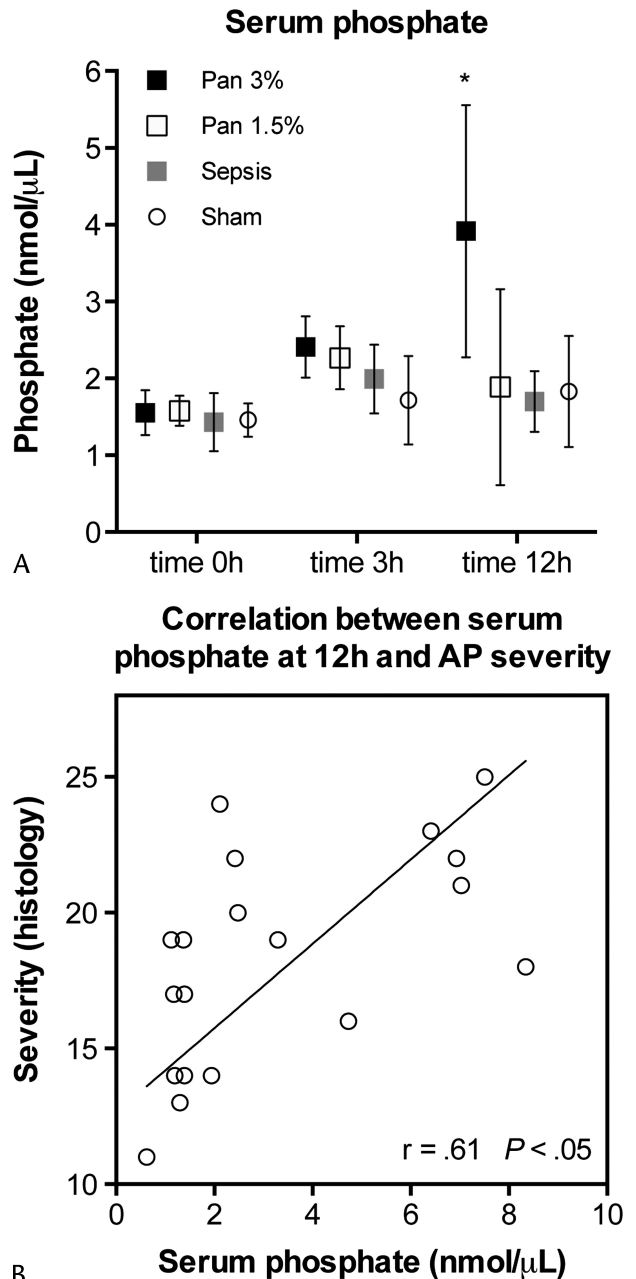 Serum phosphate
6
5
4
3
2
1
0
Phosphate (nmol/µL)
Pan 3%
Pan 1.5%
Sepsis
Sham
*
time 0h
time 3h
time 12h
A
Correlation between serum
phosphate at 12h and AP severity
25
20
15
10
Severity (histology)
r = .61 P < .05
0
2
4
6
8
10
Serum phosphate (nmol/µL)
B